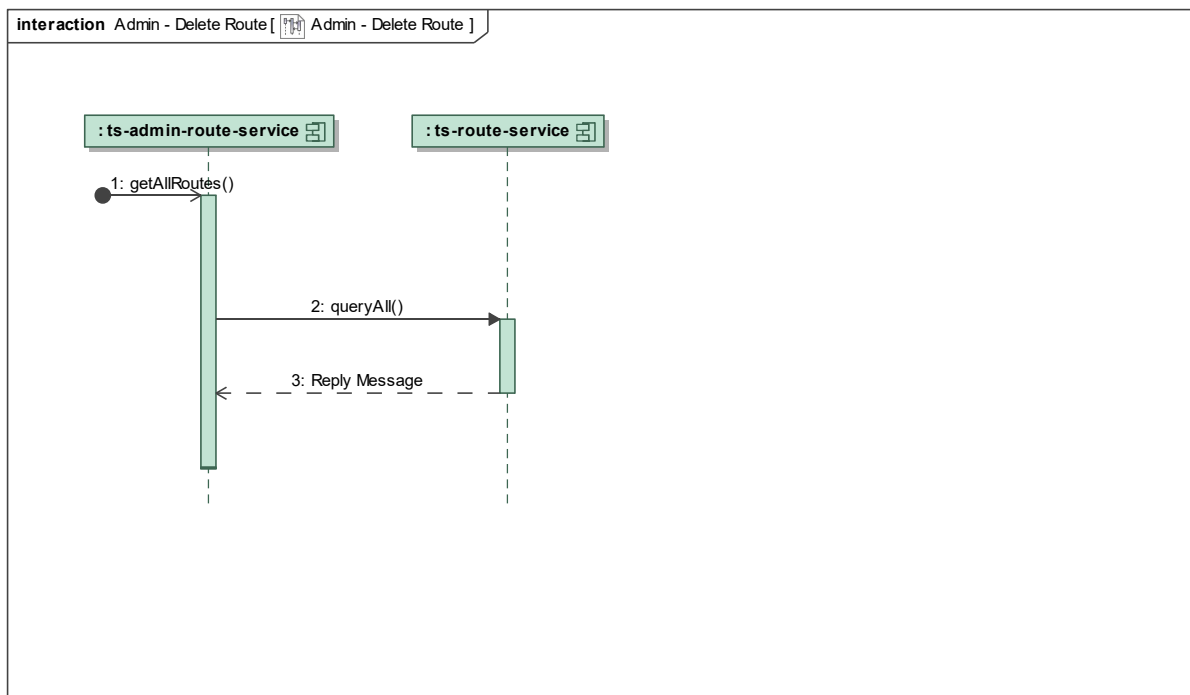 interaction Admin - Delete Route [ Admin - Delete Route ]
: ts-admin-route-service
: ts-route-service
1: getAllRoutes()
2: queryAll()
3: Reply Message